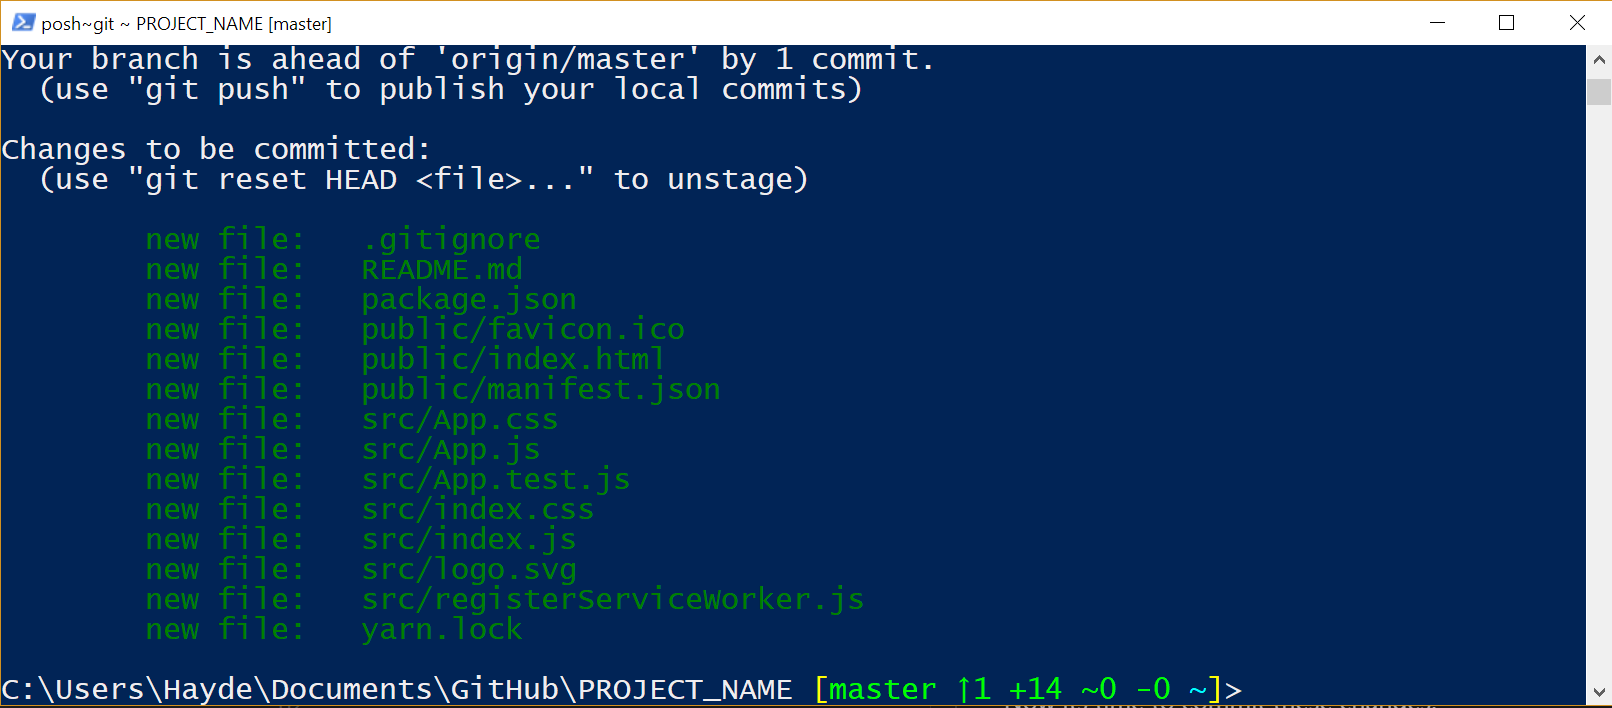 posh~git ~ PROJECT_NAME [master]
Your branch is ahead of 'origin/master' by 1 commit.
  (use "git push" to publish your local commits)
Changes to be committed:
  (use "git reset HEAD <file>..." to unstage)
        new file:   .gitignore
        new file:   README.md
        new file:   package.json
        new file:   public/favicon.ico
        new file:   public/index.html
        new file:   public/manifest.json
        new file:   src/App.css
        new file:   src/App.js
        new file:   src/App.test.js
        new file:   src/index.css
        new file:   src/index.js
        new file:   src/logo.svg
        new file:   src/registerServiceWorker.js
        new file:   yarn.lock
C:\Users\Hayde\Documents\GitHub\PROJECT_NAME [master ↑1 +14 ~0 -0 ~]>